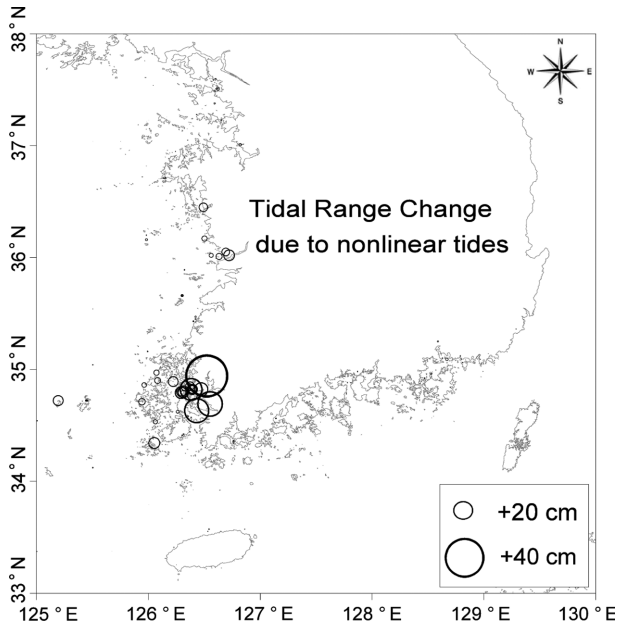 38° N
N
W
E
S
37° N
Tidal Range Change
due to nonlinear tides
36° N
35° N
34° N
+20 cm
+40 cm
33° N
125° E
126° E
127° E
128° E
129° E
130° E